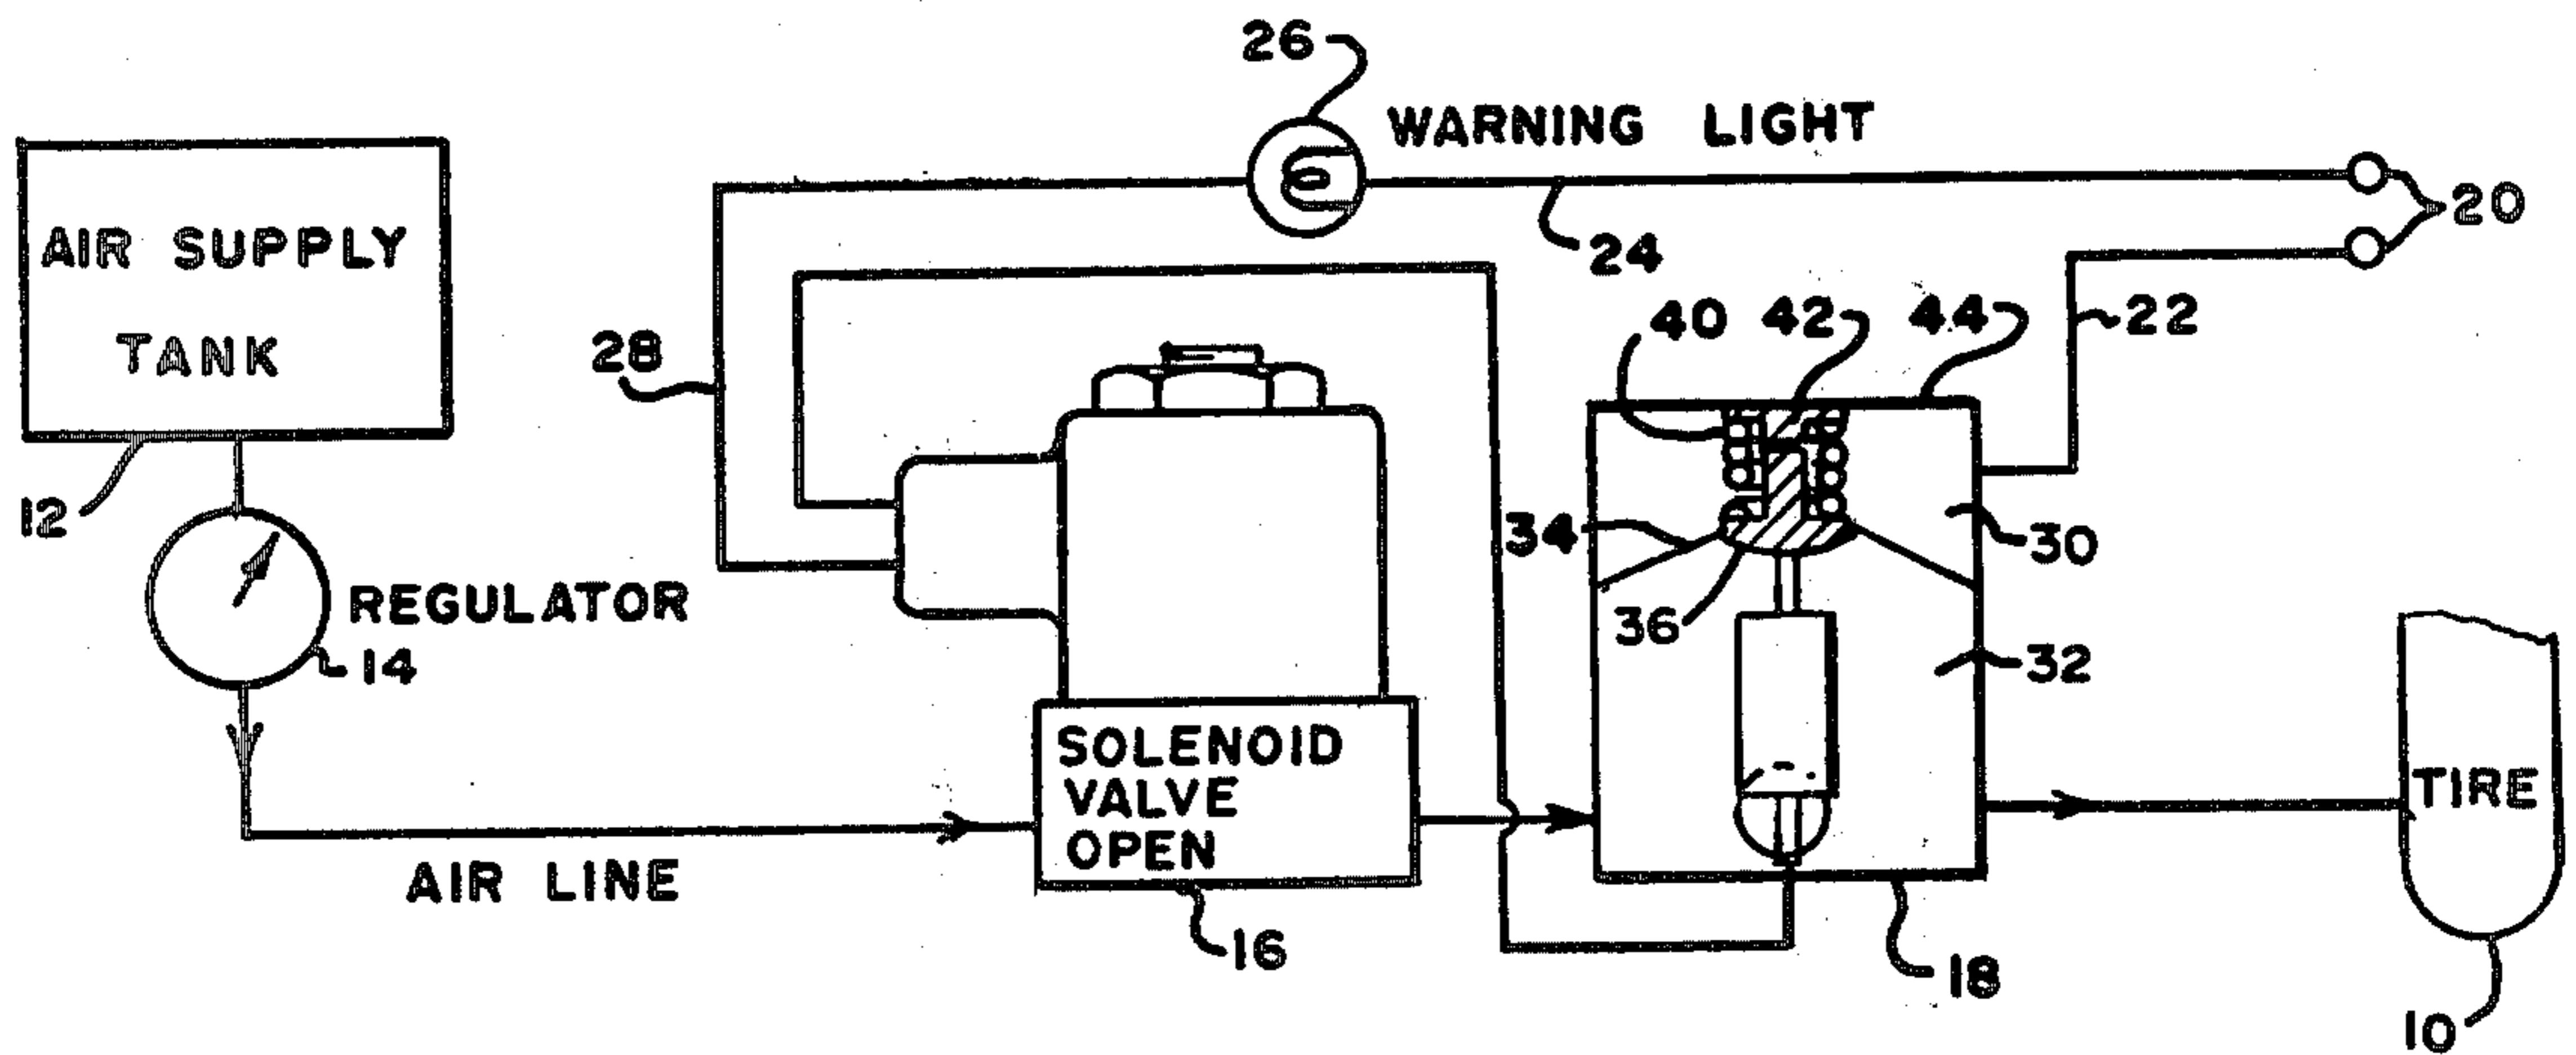 26
WARNING LIGHT
AIR SUPPLY
TANK
20
24
28
40 42 44
22
12
34
30
REGULATOR
14
36
32
SOLENOID
VALVE
OPEN
TIRE
AIR LINE
16
18
10